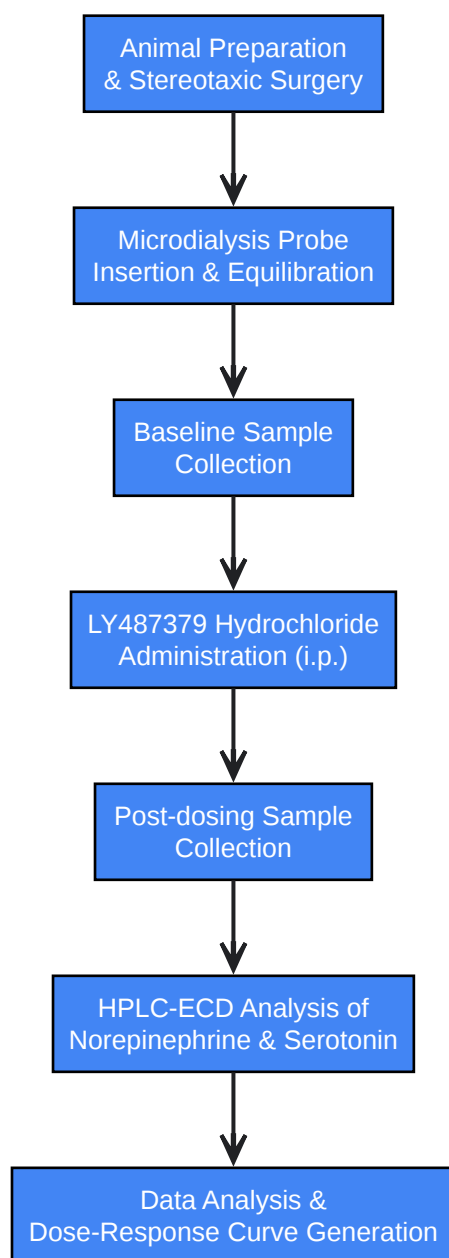 Animal Preparation
& Stereotaxic Surgery
Microdialysis Probe
Insertion & Equilibration
Baseline Sample
Collection
LY487379 Hydrochloride
Administration (i.p.)
Post-dosing Sample
Collection
HPLC-ECD Analysis of
Norepinephrine & Serotonin
Data Analysis &
Dose-Response Curve Generation